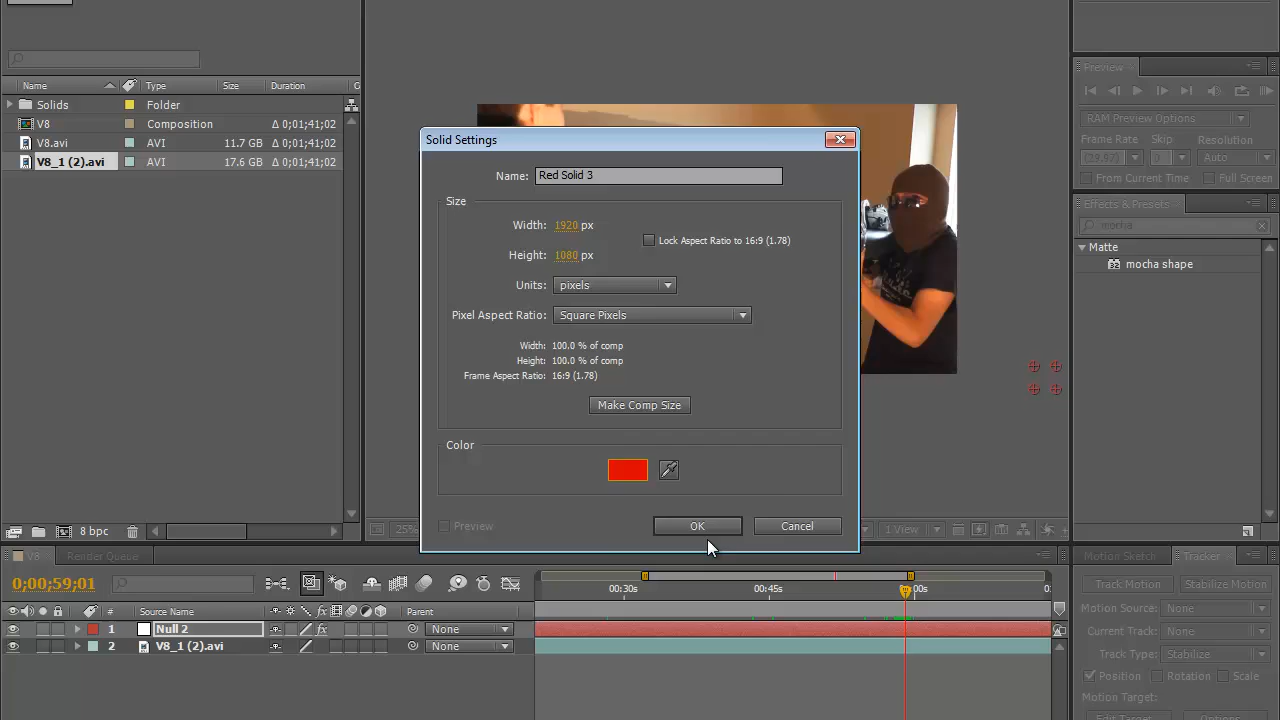 Name Type Size Duration
Solids Folder
V8 Composition Δ 0;01;41;02
V8.avi AVI 11.7 GB Δ 0;01;41;02
V8_1 (2).avi AVI 17.6 GB Δ 0;01;41;02
8 bpc
Solid Settings
Name: Red Solid 3
Size
Width: 1920 px
Lock Aspect Ratio to 16:9 (1.78)
Height: 1080 px
Units: pixels
Pixel Aspect Ratio: Square Pixels
Width: 100.0 % of comp
Height: 100.0 % of comp
Frame Aspect Ratio: 16:9 (1.78)
Make Comp Size
Color
Preview OK Cancel
25%
1 View
Preview
RAM Preview Options
Frame Rate Skip Resolution
(29.97) 0 Auto
From Current Time Full Screen
Effects & Presets
mocha
Matte
mocha shape
V8 Render Queue
0;00;59;01
# Source Name fx Parent
1 Null 2 fx None
2 V8_1 (2).avi None
00:30s 00:45s 00s
Motion Sketch Tracker
Track Motion Stabilize Motion
Motion Source: None
Current Track: None
Track Type: Stabilize
Position Rotation Scale
Motion Target:
Edit Target... Options...